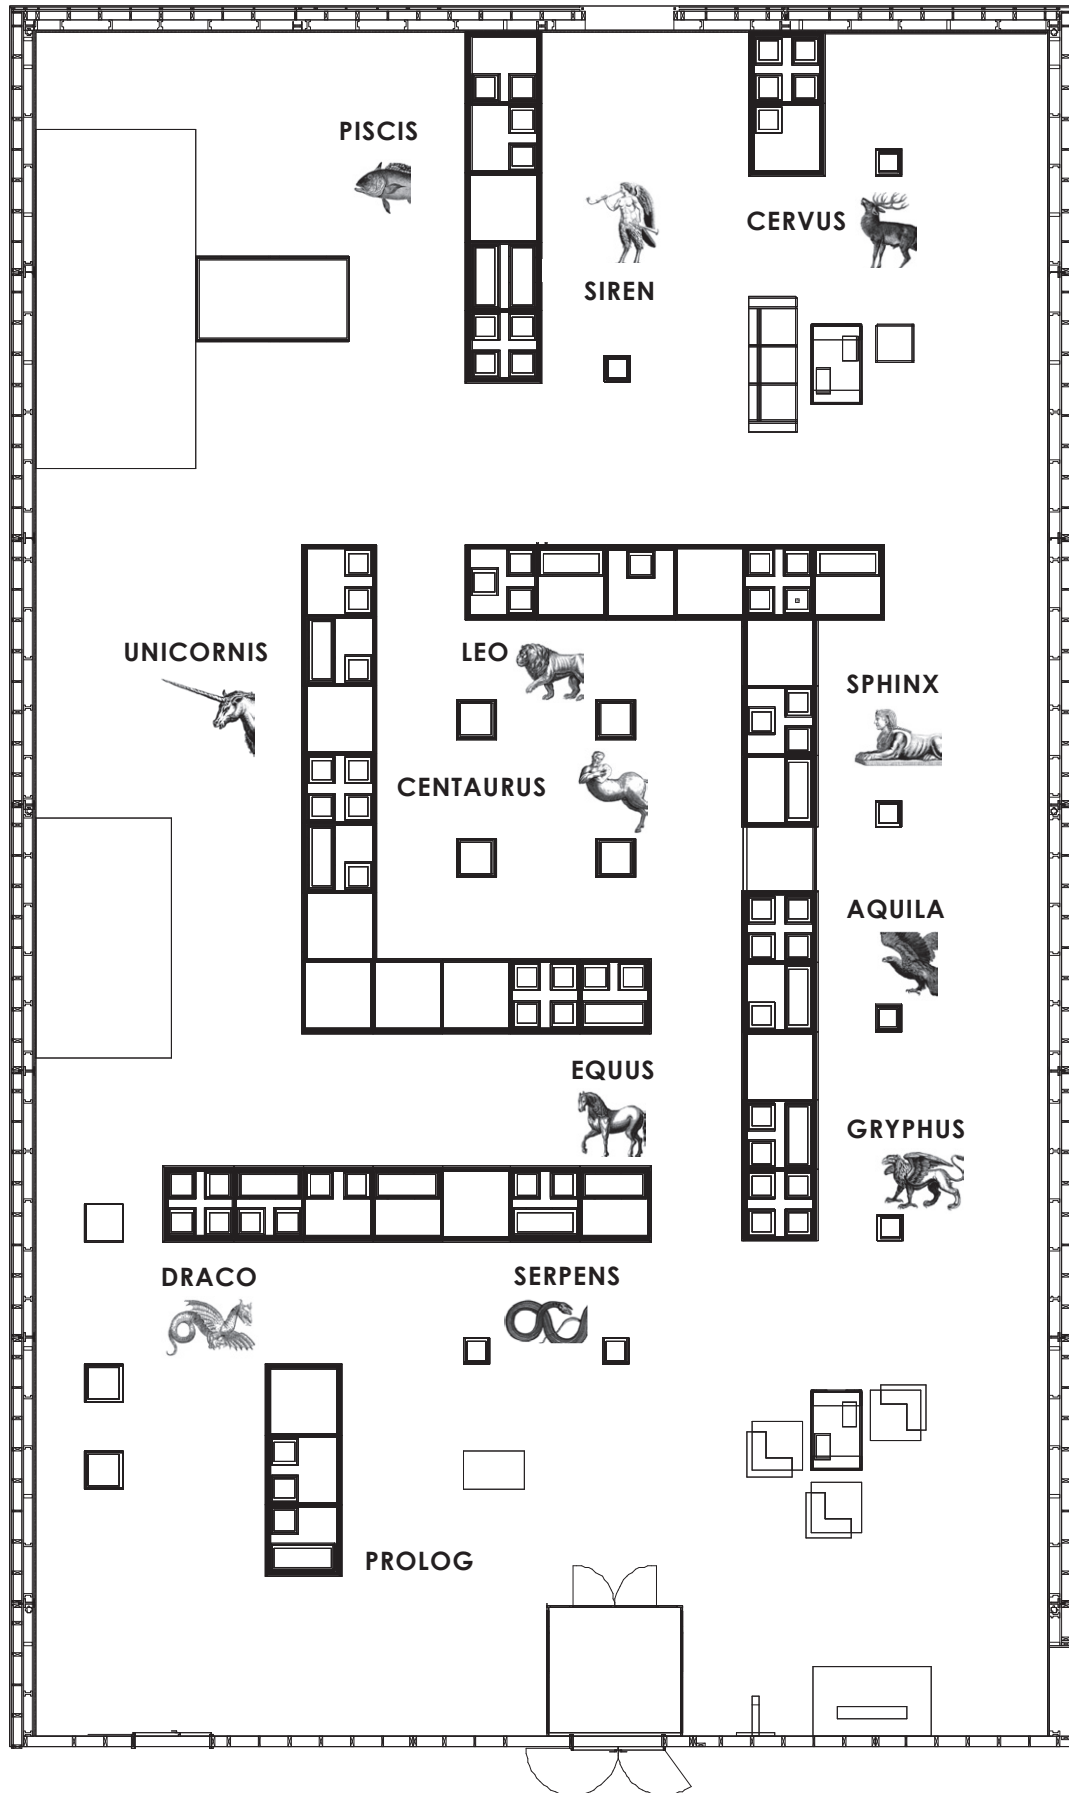 PISCIS
CERVUS
SIREN
UNICORNIS
LEO
SPHINX
CENTAURUS
AQUILA
EQUUS
GRYPHUS
DRACO
SERPENS
PROLOG